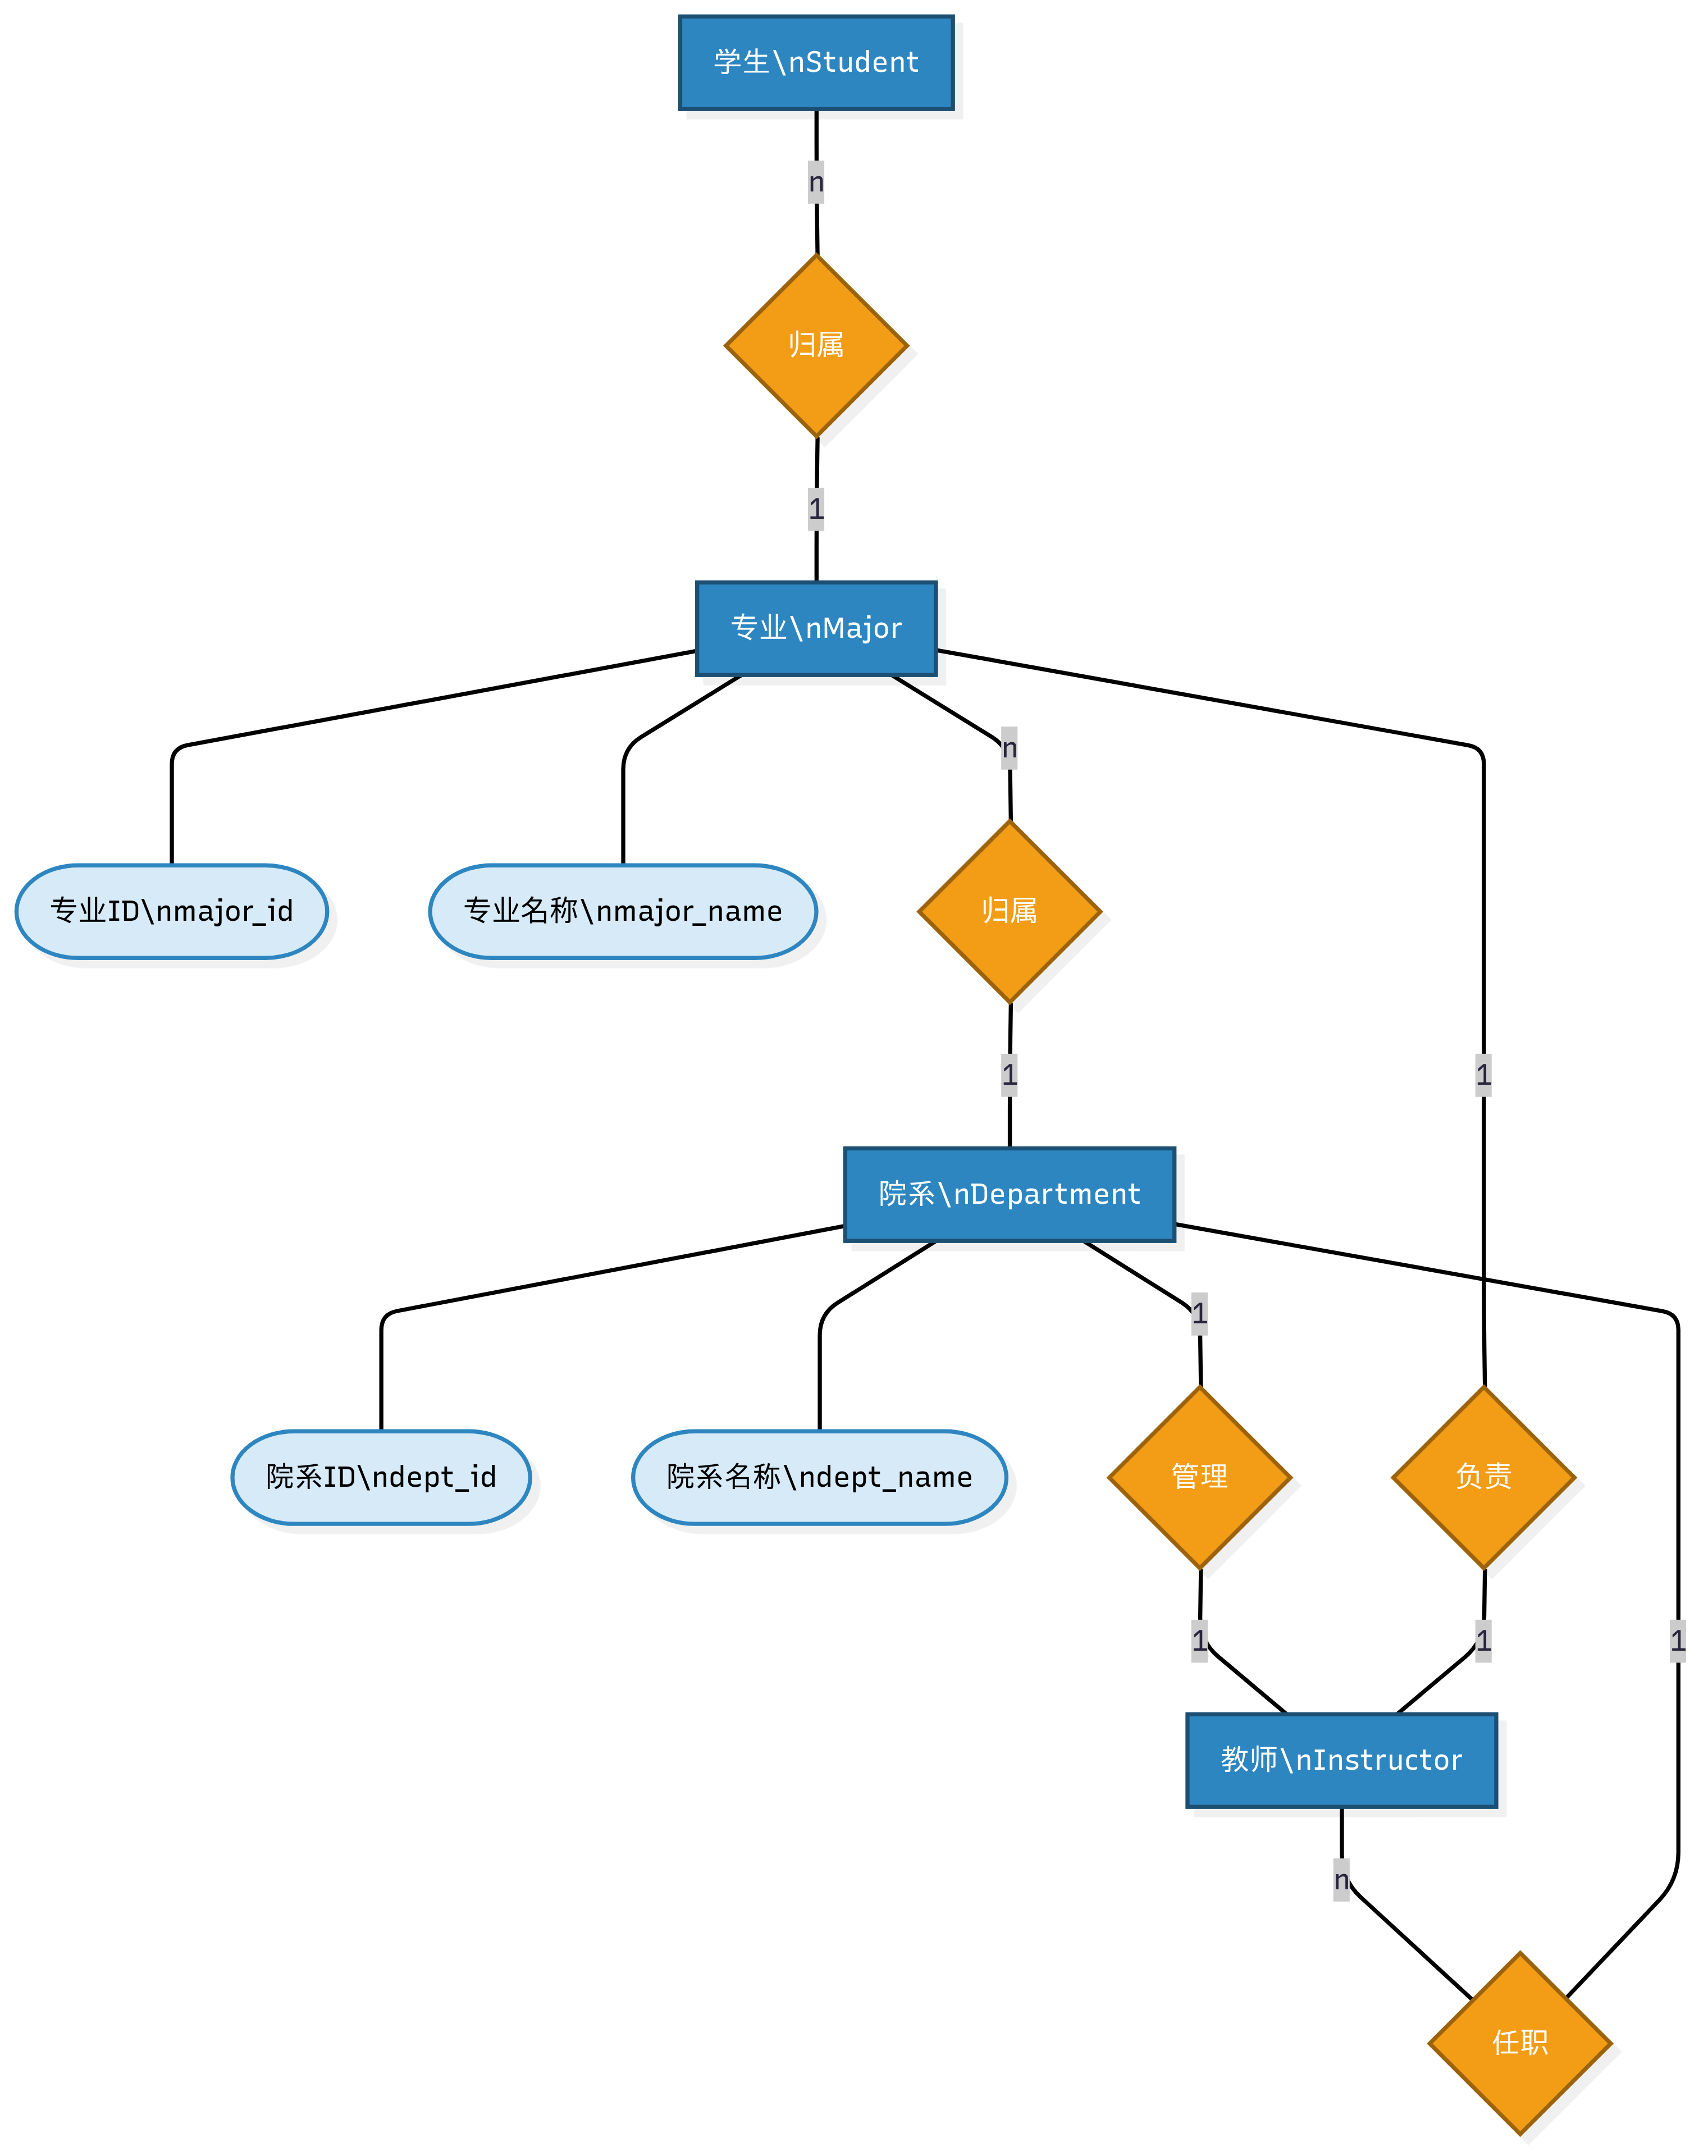 学生\nStudent
n
归属
1
专业\nMajor
n
专业ID\nmajor_id
专业名称\nmajor_name
归属
1
1
院系\nDepartment
1
院系ID\ndept_id
院系名称\ndept_name
管理
负责
1
1
1
教师\nInstructor
n
任职